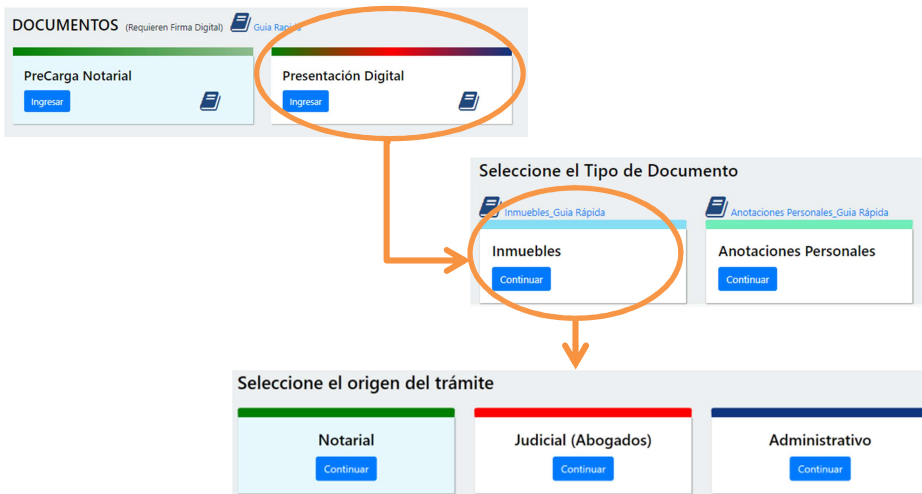 DOCUMENTOS (Requieren Firma Digital) Guia Rapida
PreCarga Notarial
Ingresar
Presentación Digital
Ingresar
Seleccione el Tipo de Documento
Inmuebles_Guia Rápida
Anotaciones Personales_Guia Rápida
Inmuebles
Continuar
Anotaciones Personales
Continuar
Seleccione el origen del trámite
Notarial
Continuar
Judicial (Abogados)
Continuar
Administrativo
Continuar